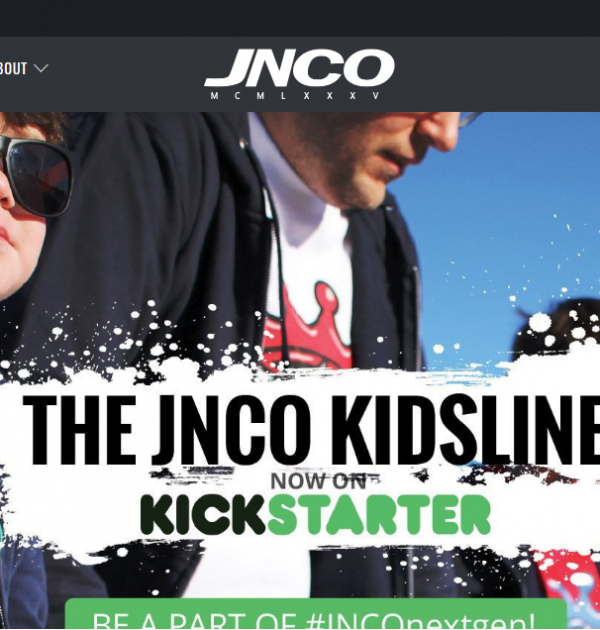 JNCO
BOUT
M C M L X X X V
THE JNCO KIDSLINE
NOW ON
KICKSTARTER
BE A PART OF #JNCOnextgen!